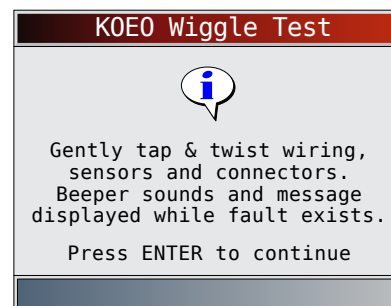 KOEO Wiggle Test
i
Gently tap & twist wiring,
sensors and connectors.
Beeper sounds and message
displayed while fault exists.
Press ENTER to continue